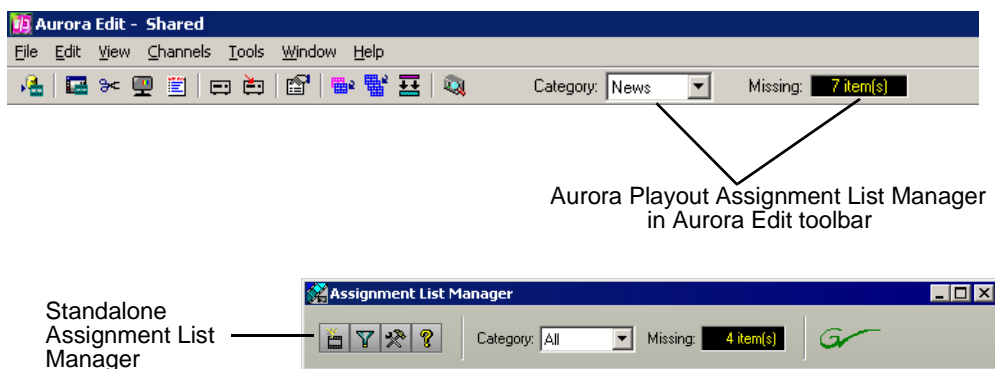 Aurora Edit - Shared
File Edit View Channels Tools Window Help
Category: News Missing: 7 item(s)
Aurora Playout Assignment List Manager
in Aurora Edit toolbar
Assignment List Manager
Standalone
Assignment List
Manager
Category: All Missing: 4 item(s)